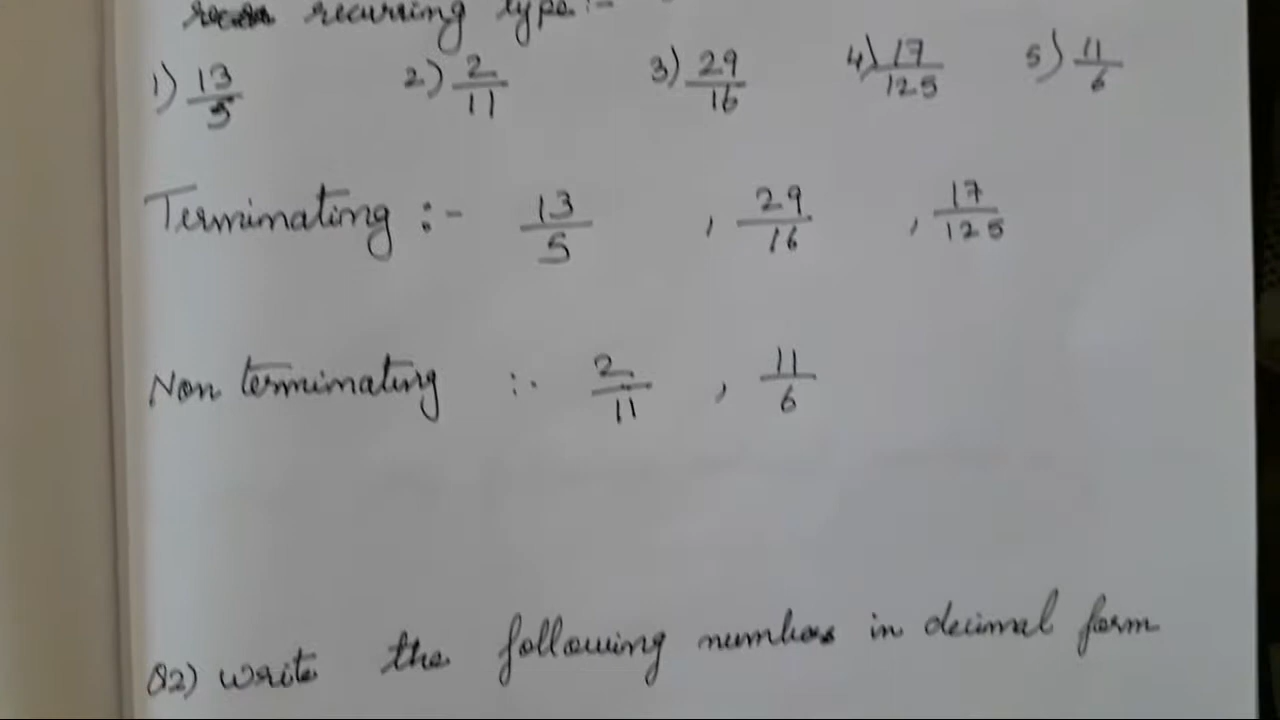 recurring type :-
1) 13/5 2) 2/11 3) 29/16 4) 17/125 5) 11/6
Terminating :- 13/5 , 29/16 , 17/125
Non terminating :- 2/11 , 11/6
Q2) write the following numbers in decimal form